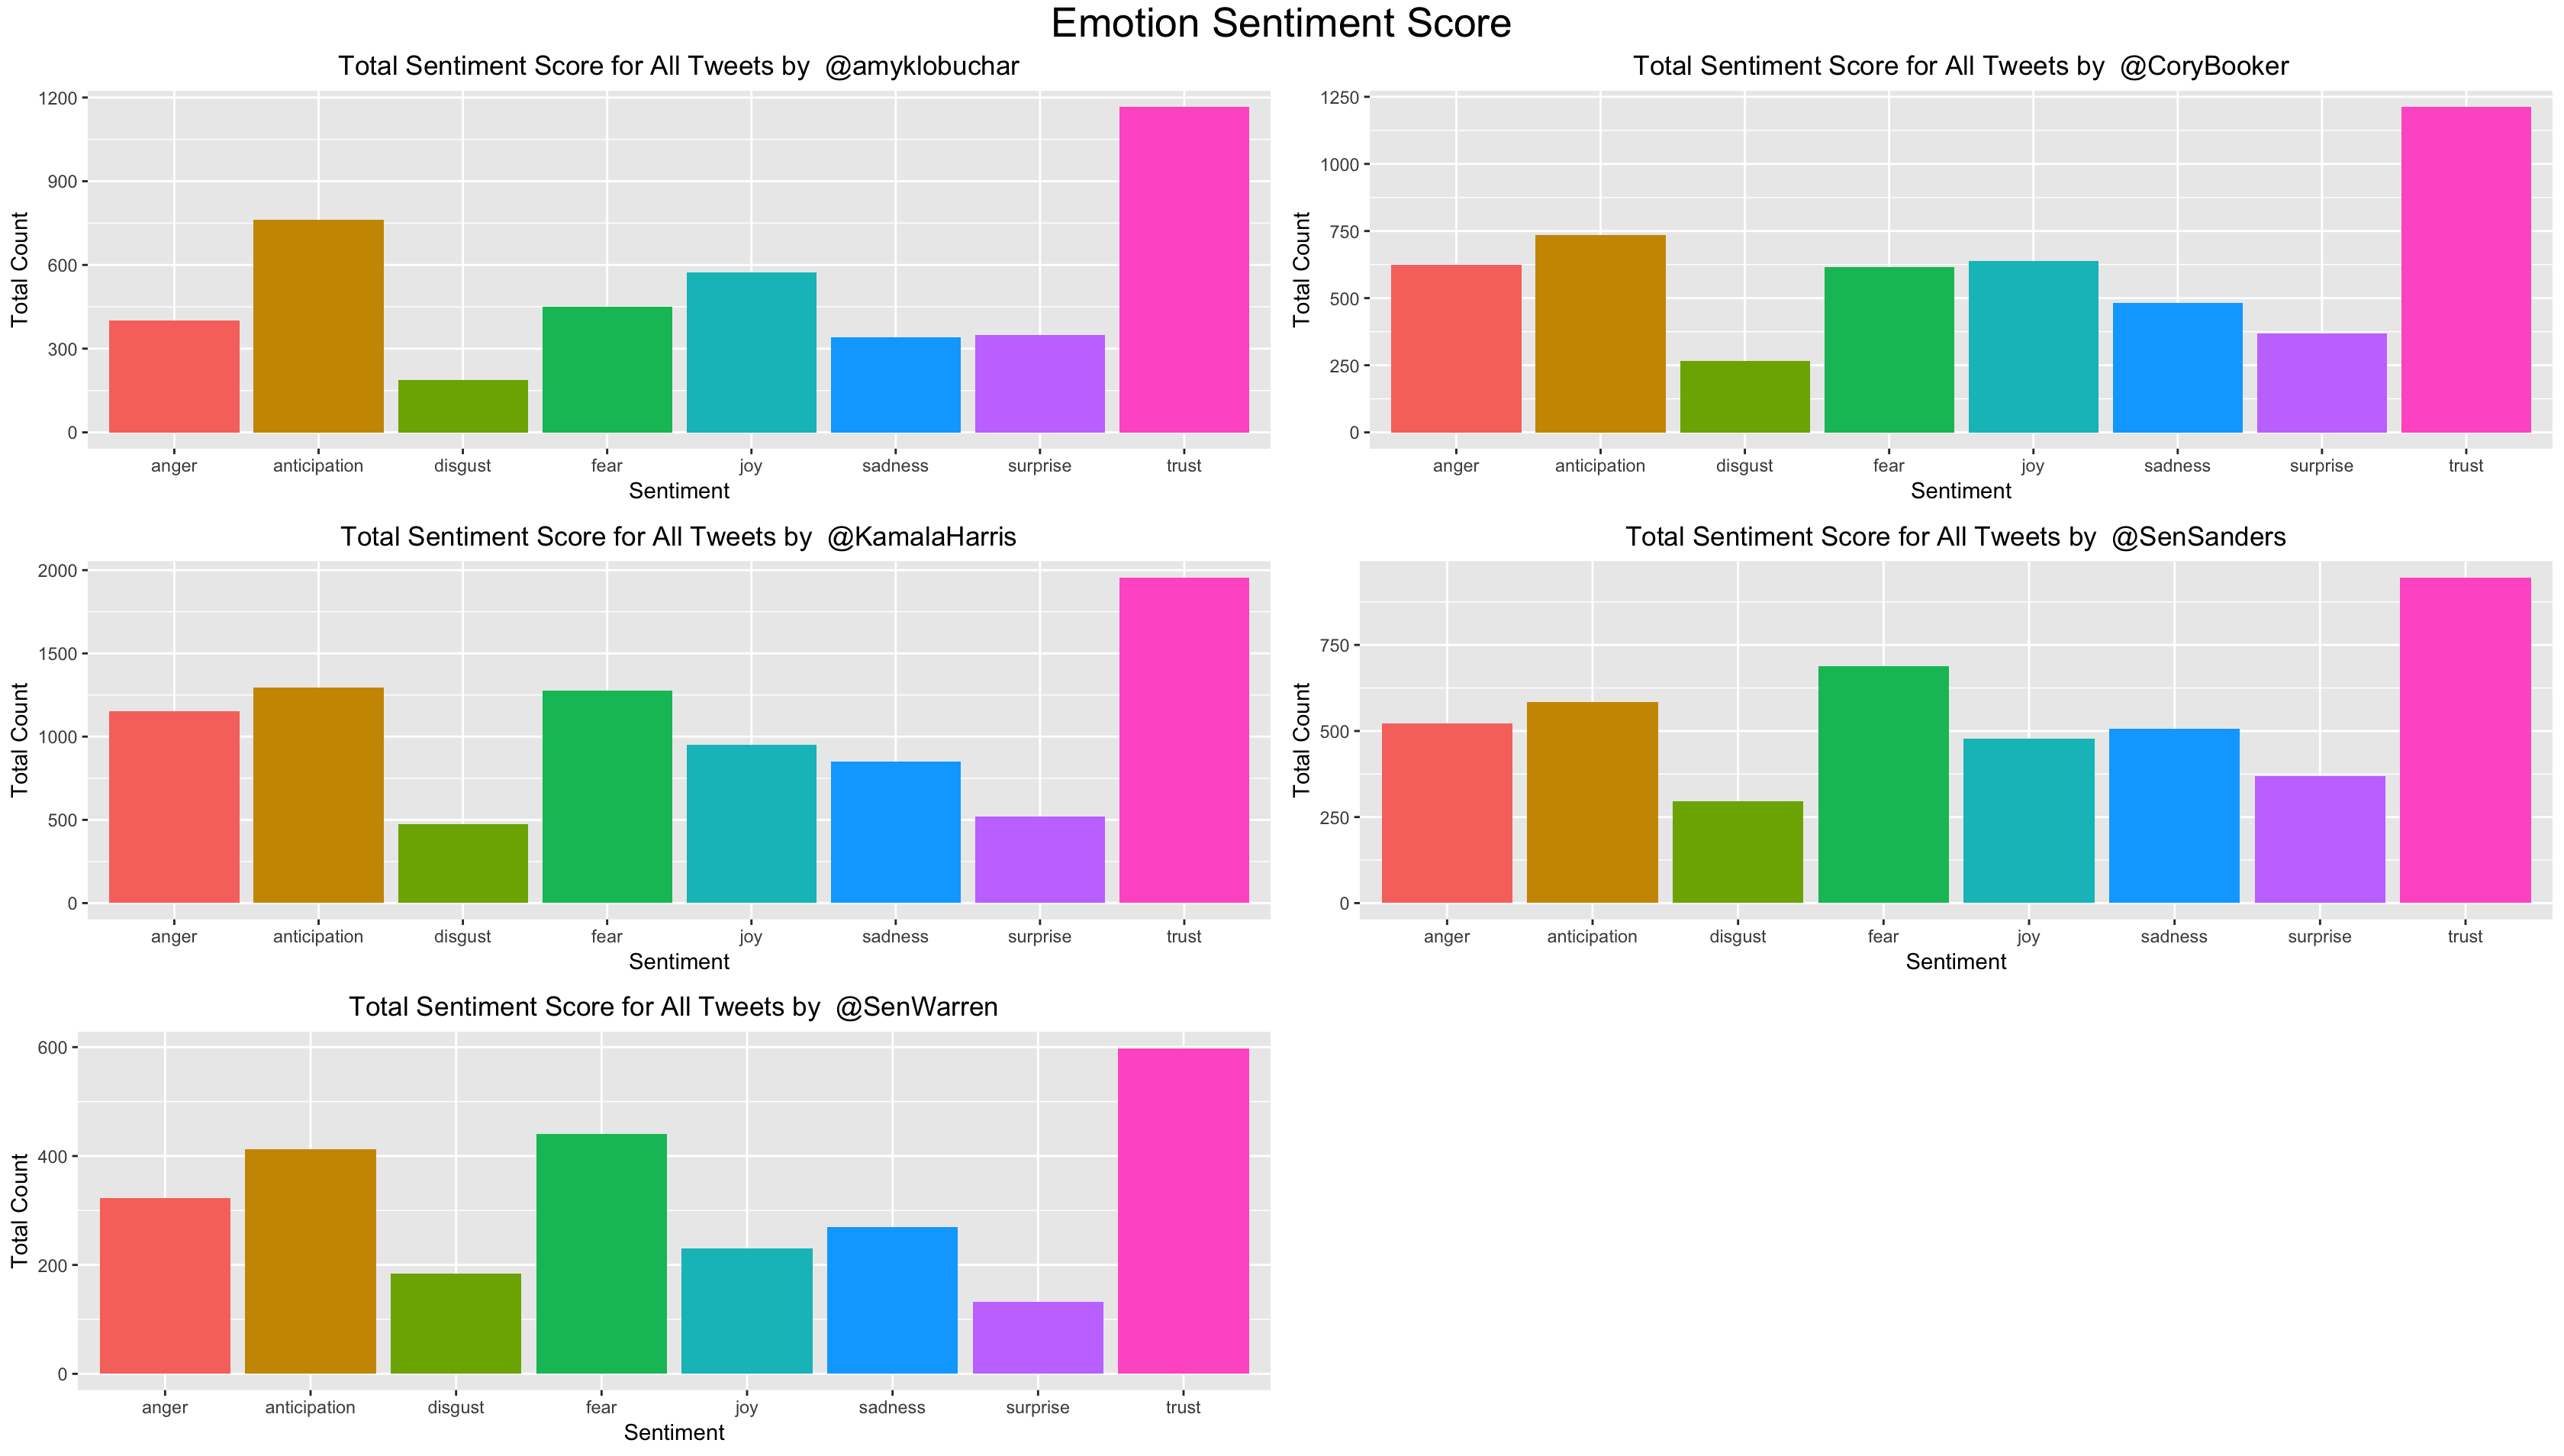 Emotion Sentiment Score
Total Sentiment Score for All Tweets by  @amyklobuchar
Total Count
1200
900
600
300
0
anger anticipation disgust fear joy sadness surprise trust
Sentiment
Total Sentiment Score for All Tweets by  @CoryBooker
Total Count
1250
1000
750
500
250
0
anger anticipation disgust fear joy sadness surprise trust
Sentiment
Total Sentiment Score for All Tweets by  @KamalaHarris
Total Count
2000
1500
1000
500
0
anger anticipation disgust fear joy sadness surprise trust
Sentiment
Total Sentiment Score for All Tweets by  @SenSanders
Total Count
750
500
250
0
anger anticipation disgust fear joy sadness surprise trust
Sentiment
Total Sentiment Score for All Tweets by  @SenWarren
Total Count
600
400
200
0
anger anticipation disgust fear joy sadness surprise trust
Sentiment